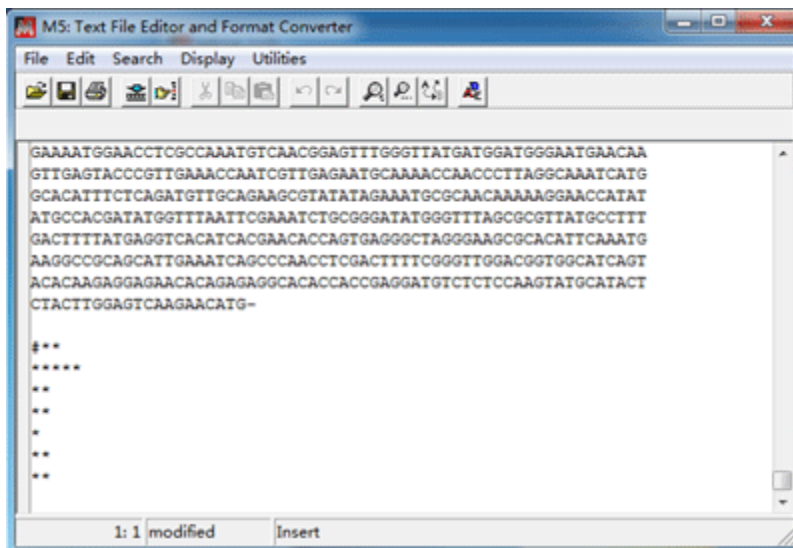 M5: Text File Editor and Format Converter
File Edit Search Display Utilities
GAAAATGGAACCTCGCCAAATGTCAACGGAGTTTGGGTTATGATGGATGGGAATGAACAA
GTTGAGTACCCGTTGAAACCAATCGTTGAGAATGCAAAACCAACCCTTAGGCAAATCATG
GCACATTTCTCAGATGTTGCAGAAGCGTATATAGAAATGCGCAACAAAAAGGAACCATAT
ATGCCACGATATGGTTTAATTCGAAATCTGCGGGATATGGGTTTAGCGCGTTATGCCTTT
GACTTTTATGAGGTCACATCACGAACACCAGTGAGGGCTAGGGAAGCGCACATTCAAATG
AAGGCCGCAGCATTGAAATCAGCCCAACCTCGACTTTTCGGGTTGGACGGTGGCATCAGT
ACACAAGAGGAGAACACAGAGAGGCACACCACCGAGGATGTCTCTCCAAGTATGCATACT
CTACTTGGAGTCAAGAACATG-
#**
*****
**
**
*
**
**
1: 1 modified Insert